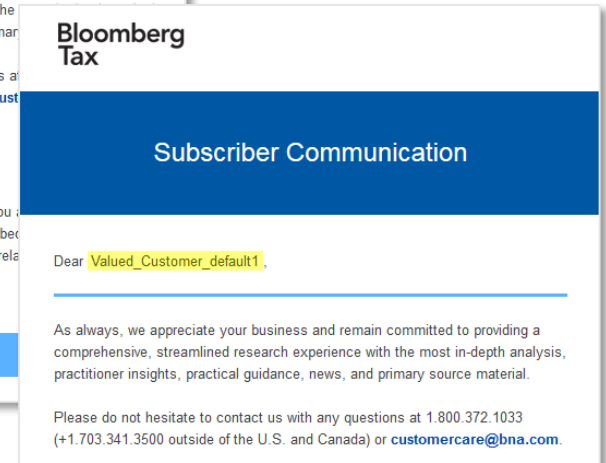 Bloomberg
Tax
Subscriber Communication
Dear Valued_Customer_default1 ,
As always, we appreciate your business and remain committed to providing a
comprehensive, streamlined research experience with the most in-depth analysis,
practitioner insights, practical guidance, news, and primary source material.
Please do not hesitate to contact us with any questions at 1.800.372.1033
(+1.703.341.3500 outside of the U.S. and Canada) or customercare@bna.com.